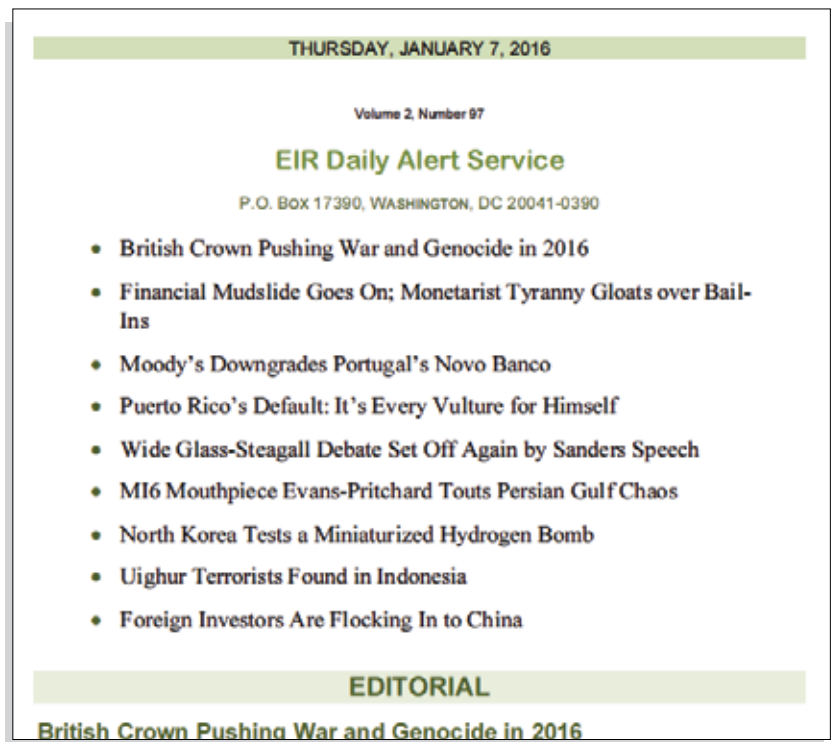 THURSDAY, JANUARY 7, 2016
Volume 2, Number 97
EIR Daily Alert Service
P.O. BOX 17390, WASHINGTON, DC 20041-0390
• British Crown Pushing War and Genocide in 2016
• Financial Mudslide Goes On; Monetarist Tyranny Gloats over Bail-
Ins
• Moody's Downgrades Portugal's Novo Banco
• Puerto Rico's Default: It's Every Vulture for Himself
• Wide Glass-Steagall Debate Set Off Again by Sanders Speech
• MI6 Mouthpiece Evans-Pritchard Touts Persian Gulf Chaos
• North Korea Tests a Miniaturized Hydrogen Bomb
• Uighur Terrorists Found in Indonesia
• Foreign Investors Are Flocking In to China
EDITORIAL
British Crown Pushing War and Genocide in 2016